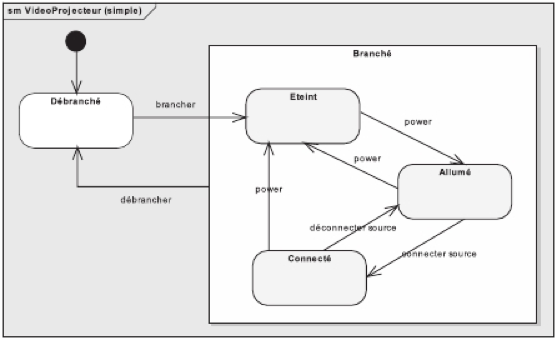 sm VideoProjecteur (simple)
Branché
Débranché
brancher
Eteint
power
power
Allumé
débrancher
power
déconnecter source
connecter source
Connecté